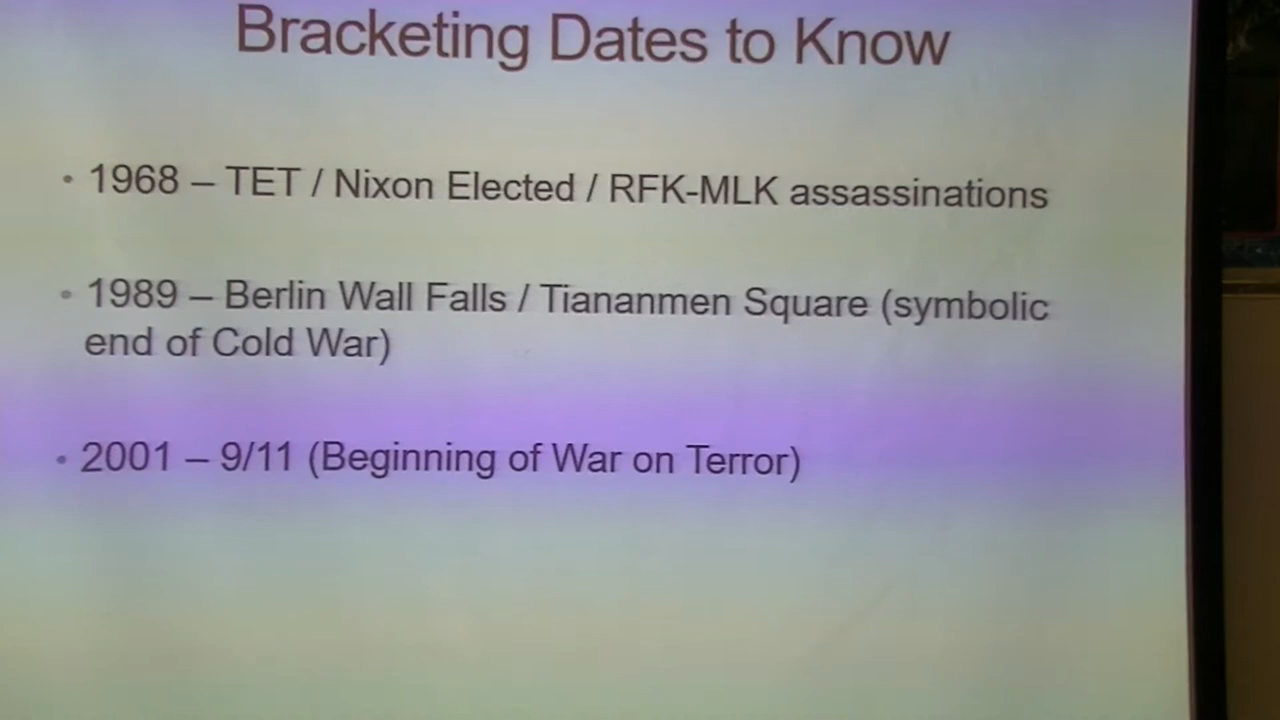 Bracketing Dates to Know
• 1968 – TET / Nixon Elected / RFK-MLK assassinations
• 1989 – Berlin Wall Falls / Tiananmen Square (symbolic
end of Cold War)
• 2001 – 9/11 (Beginning of War on Terror)